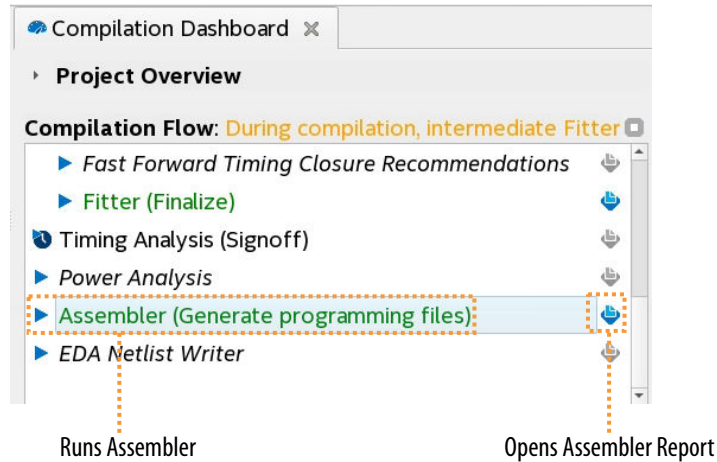 Compilation Dashboard
Project Overview
Compilation Flow: During compilation, intermediate Fitter
Fast Forward Timing Closure Recommendations
Fitter (Finalize)
Timing Analysis (Signoff)
Power Analysis
Assembler (Generate programming files)
EDA Netlist Writer
Runs Assembler
Opens Assembler Report